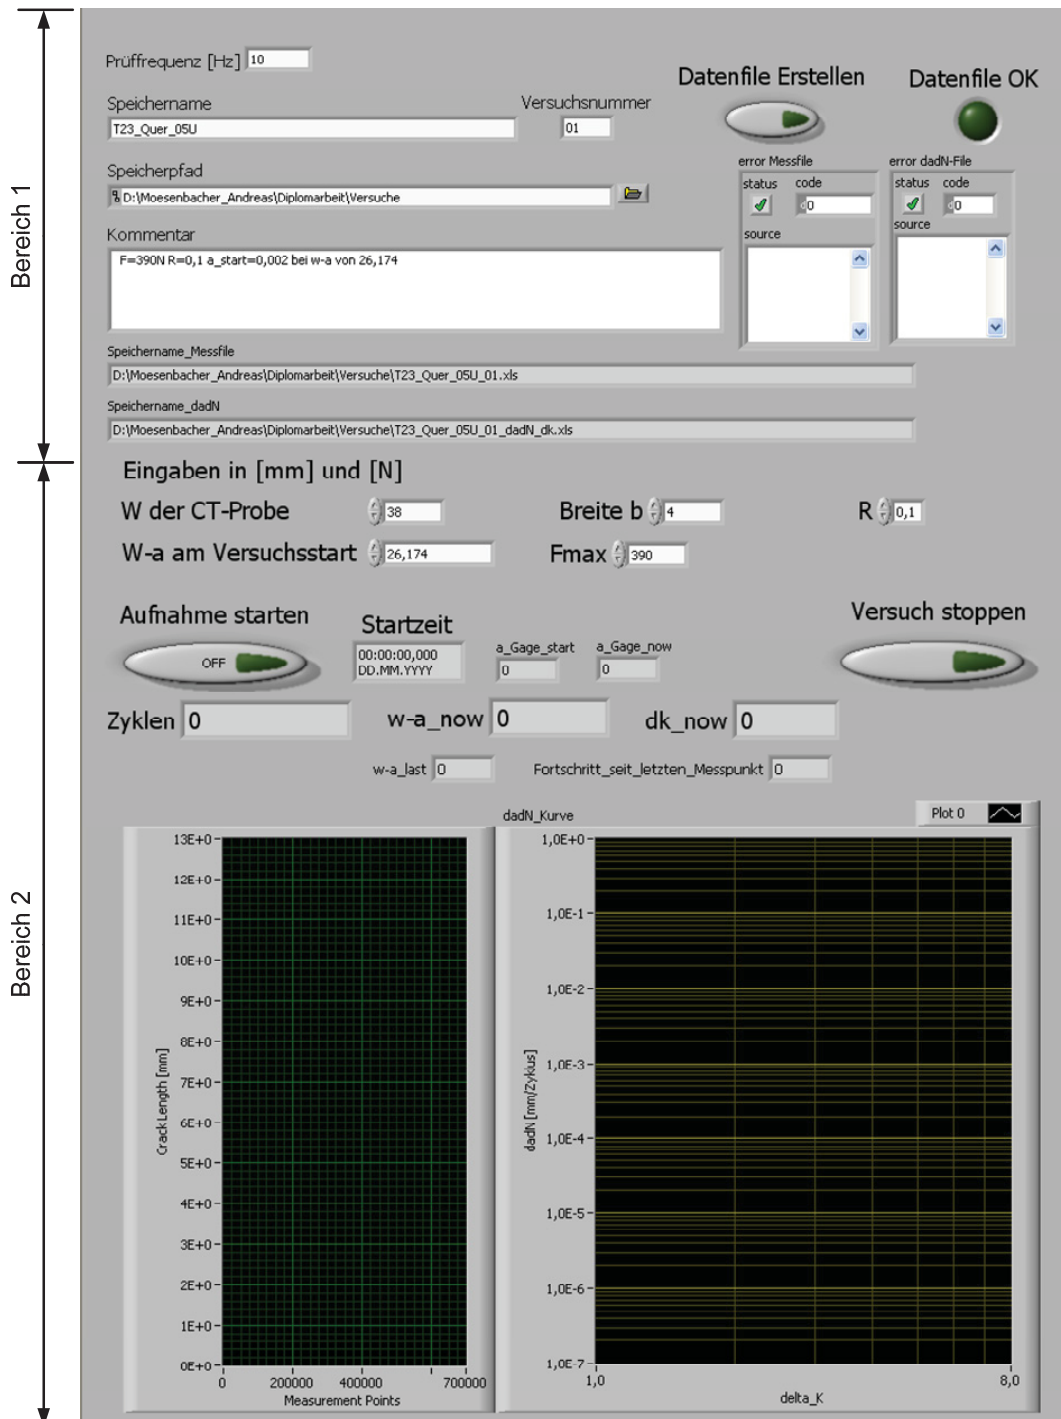 Bereich 1
Prüffrequenz [Hz] 10
Datenfile Erstellen
Datenfile OK
Speichername
Versuchsnummer
T23_Quer_05U
01
error Messfile
error dadN-File
status code
status code
0
0
source
source
Speicherpfad
D:\Moesenbacher_Andreas\Diplomarbeit\Versuche
Kommentar
F=390N R=0,1 a_start=0,002 bei w-a von 26,174
Speichername_Messfile
D:\Moesenbacher_Andreas\Diplomarbeit\Versuche\T23_Quer_05U_01.xls
Speichername_dadN
D:\Moesenbacher_Andreas\Diplomarbeit\Versuche\T23_Quer_05U_01_dadN_dk.xls
Bereich 2
Eingaben in [mm] und [N]
W der CT-Probe 38
Breite b 4
R 0,1
W-a am Versuchsstart 26,174
Fmax 390
Aufnahme starten
OFF
Startzeit
00:00:00,000
DD.MM.YYYY
a_Gage_start
0
a_Gage_now
0
Versuch stoppen
Zyklen 0
w-a_now 0
dk_now 0
w-a_last 0
Fortschritt_seit_letzten_Messpunkt 0
dadN_Kurve
Plot 0
13E+0
12E+0
11E+0
10E+0
9E+0
8E+0
7E+0
6E+0
5E+0
4E+0
3E+0
2E+0
1E+0
0E+0
CrackLength [mm]
0 200000 400000 700000
Measurement Points
1,0E+0
1,0E-1
1,0E-2
1,0E-3
1,0E-4
1,0E-5
1,0E-6
1,0E-7
dadN [mm/Zyklus]
1,0 8,0
delta_K